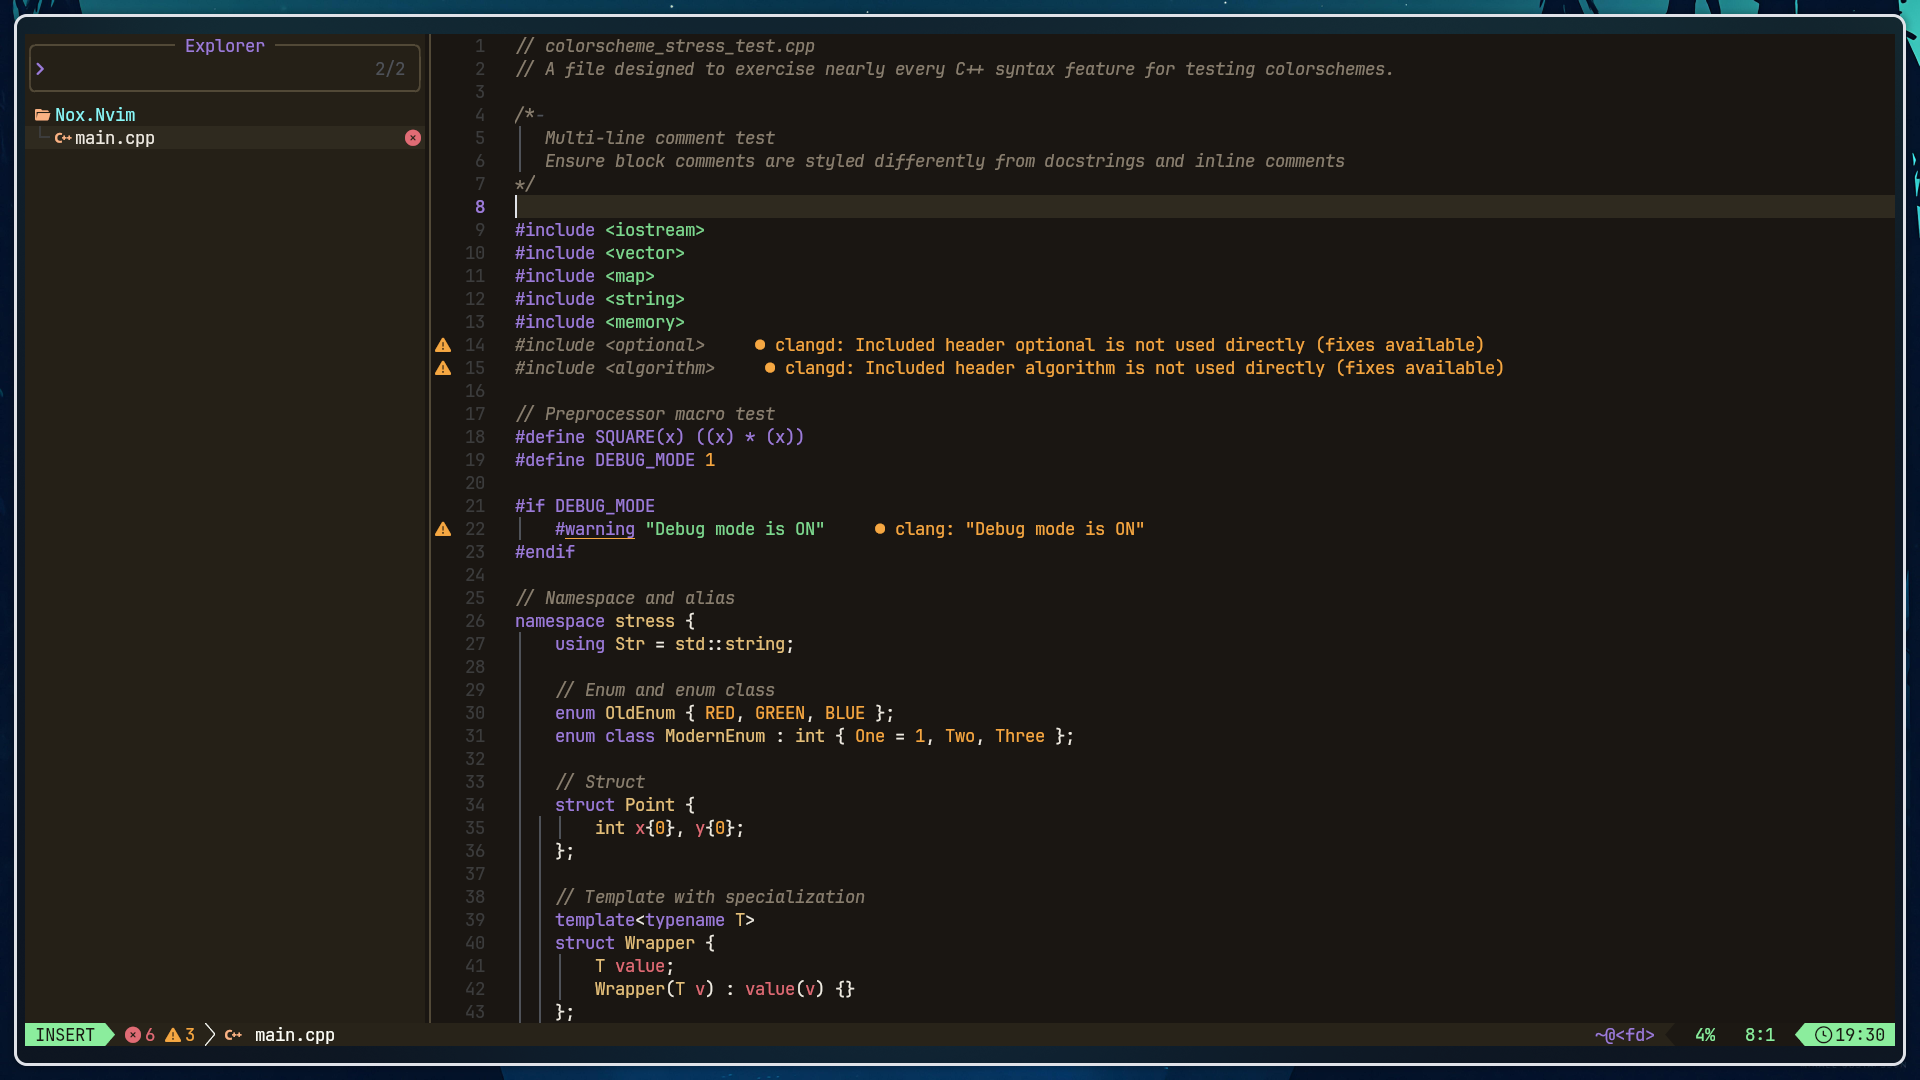 Explorer
2/2
Nox.Nvim
C++ main.cpp
1 // colorscheme_stress_test.cpp
2 // A file designed to exercise nearly every C++ syntax feature for testing colorschemes.
3
4 /*-
5 Multi-line comment test
6 Ensure block comments are styled differently from docstrings and inline comments
7 */
8
9 #include <iostream>
10 #include <vector>
11 #include <map>
12 #include <string>
13 #include <memory>
14 #include <optional> ● clangd: Included header optional is not used directly (fixes available)
15 #include <algorithm> ● clangd: Included header algorithm is not used directly (fixes available)
16
17 // Preprocessor macro test
18 #define SQUARE(x) ((x) * (x))
19 #define DEBUG_MODE 1
20
21 #if DEBUG_MODE
22 #warning "Debug mode is ON" ● clang: "Debug mode is ON"
23 #endif
24
25 // Namespace and alias
26 namespace stress {
27 using Str = std::string;
28
29 // Enum and enum class
30 enum OldEnum { RED, GREEN, BLUE };
31 enum class ModernEnum : int { One = 1, Two, Three };
32
33 // Struct
34 struct Point {
35 int x{0}, y{0};
36 };
37
38 // Template with specialization
39 template<typename T>
40 struct Wrapper {
41 T value;
42 Wrapper(T v) : value(v) {}
43 };
INSERT 6 3 C++ main.cpp ~@<fd> 4% 8:1 19:30